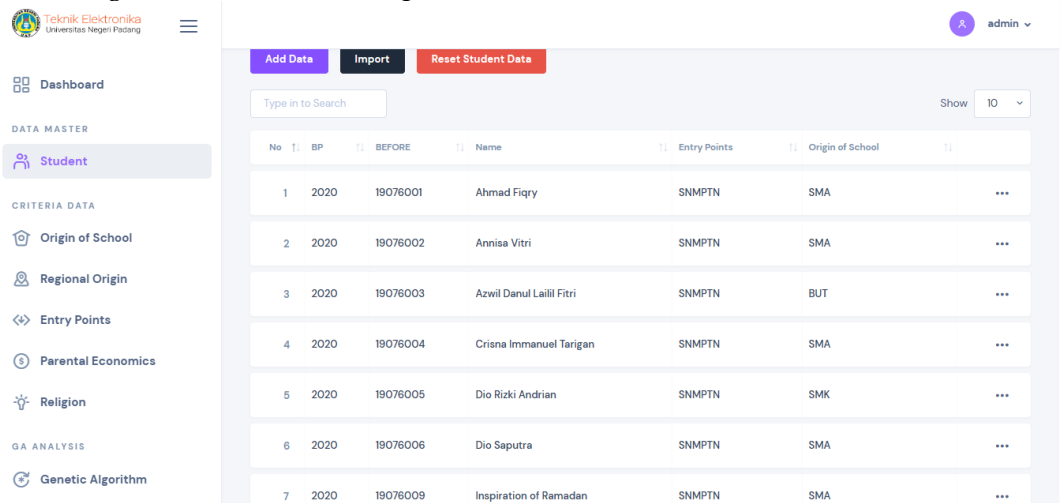 Teknik Elektronika
Universitas Negeri Padang
admin
Add Data Import Reset Student Data
Dashboard
Type in to Search
Show 10
DATA MASTER
No BP BEFORE Name Entry Points Origin of School
Student
1 2020 19076001 Ahmad Fiqry SNMPTN SMA
CRITERIA DATA
Origin of School
2 2020 19076002 Annisa Vitri SNMPTN SMA
Regional Origin
3 2020 19076003 Azwil Danul Lailil Fitri SNMPTN BUT
Entry Points
4 2020 19076004 Crisna Immanuel Tarigan SNMPTN SMA
Parental Economics
5 2020 19076005 Dio Rizki Andrian SNMPTN SMK
Religion
6 2020 19076006 Dio Saputra SNMPTN SMA
GA ANALYSIS
Genetic Algorithm
7 2020 19076009 Inspiration of Ramadan SNMPTN SMA